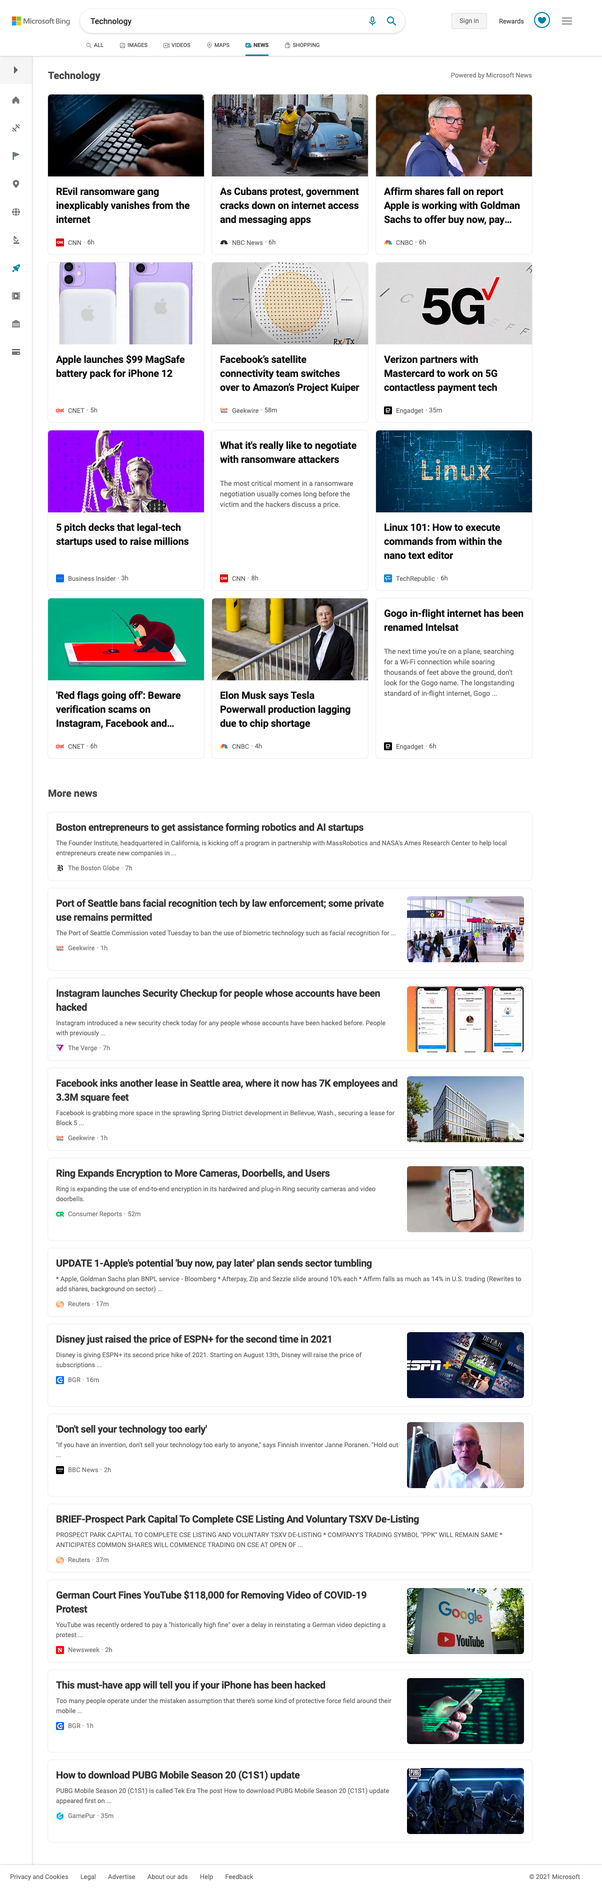 Microsoft Bing
Technology
Sign in
Rewards
ALL
IMAGES
VIDEOS
MAPS
NEWS
SHOPPING
Technology
Powered by Microsoft News
REvil ransomware gang
inexplicably vanishes from the
internet
CNN · 6h
As Cubans protest, government
cracks down on internet access
and messaging apps
NBC News · 6h
Affirm shares fall on report
Apple is working with Goldman
Sachs to offer buy now, pay...
CNBC · 6h
Apple launches $99 MagSafe
battery pack for iPhone 12
CNET · 5h
Rx/Tx
Facebook's satellite
connectivity team switches
over to Amazon's Project Kuiper
Geekwire · 58m
5G
Verizon partners with
Mastercard to work on 5G
contactless payment tech
Engadget · 35m
5 pitch decks that legal-tech
startups used to raise millions
Business Insider · 3h
What it's really like to negotiate
with ransomware attackers
The most critical moment in a ransomware
negotiation usually comes long before the
victim and the hackers discuss a price.
CNN · 8h
Linux
Linux 101: How to execute
commands from within the
nano text editor
TechRepublic · 6h
'Red flags going off': Beware
verification scams on
Instagram, Facebook and...
CNET · 6h
Elon Musk says Tesla
Powerwall production lagging
due to chip shortage
CNBC · 4h
Gogo in-flight internet has been
renamed Intelsat
The next time you're on a plane, searching
for a Wi-Fi connection while soaring
thousands of feet above the ground, don't
look for the Gogo name. The longstanding
standard of in-flight internet, Gogo ...
Engadget · 6h
More news
Boston entrepreneurs to get assistance forming robotics and AI startups
The Founder Institute, headquartered in California, is kicking off a program in partnership with MassRobotics and NASA's Ames Research Center to help local
entrepreneurs create new companies in ...
The Boston Globe · 7h
Port of Seattle bans facial recognition tech by law enforcement; some private
use remains permitted
The Port of Seattle Commission voted Tuesday to ban the use of biometric technology such as facial recognition for ...
Geekwire · 1h
Instagram launches Security Checkup for people whose accounts have been
hacked
Instagram introduced a new security check today for any people whose accounts have been hacked before. People
with previously ...
The Verge · 7h
Facebook inks another lease in Seattle area, where it now has 7K employees and
3.3M square feet
Facebook is grabbing more space in the sprawling Spring District development in Bellevue, Wash., securing a lease for
Block 5 ...
Geekwire · 1h
Ring Expands Encryption to More Cameras, Doorbells, and Users
Ring is expanding the use of end-to-end encryption in its hardwired and plug-in Ring security cameras and video
doorbells.
CR Consumer Reports · 52m
UPDATE 1-Apple's potential 'buy now, pay later' plan sends sector tumbling
* Apple, Goldman Sachs plan BNPL service - Bloomberg * Afterpay, Zip and Sezzle slide around 10% each * Affirm falls as much as 14% in U.S. trading (Rewrites to
add shares, background on sector) ...
Reuters · 17m
Disney just raised the price of ESPN+ for the second time in 2021
Disney is giving ESPN+ its second price hike of 2021. Starting on August 13th, Disney will raise the price of
subscriptions ...
BGR · 16m
ESPN+
'Don't sell your technology too early'
"If you have an invention, don't sell your technology too early to anyone," says Finnish inventor Janne Poranen. "Hold out
...
BBC News · 2h
BRIEF-Prospect Park Capital To Complete CSE Listing And Voluntary TSXV De-Listing
PROSPECT PARK CAPITAL TO COMPLETE CSE LISTING AND VOLUNTARY TSXV DE-LISTING * COMPANY'S TRADING SYMBOL "PPK" WILL REMAIN SAME *
ANTICIPATES COMMON SHARES WILL COMMENCE TRADING ON CSE AT OPEN OF ...
Reuters · 37m
German Court Fines YouTube $118,000 for Removing Video of COVID-19
Protest
YouTube was recently ordered to pay a "historically high fine" over a delay in reinstating a German video depicting a
protest ...
N Newsweek · 2h
Google
YouTube
This must-have app will tell you if your iPhone has been hacked
Too many people operate under the mistaken assumption that there's some kind of protective force field around their
mobile ...
BGR · 1h
How to download PUBG Mobile Season 20 (C1S1) update
PUBG Mobile Season 20 (C1S1) is called Tek Era The post How to download PUBG Mobile Season 20 (C1S1) update
appeared first on ...
GamePur · 35m
PUBG
Privacy and Cookies
Legal
Advertise
About our ads
Help
Feedback
© 2021 Microsoft